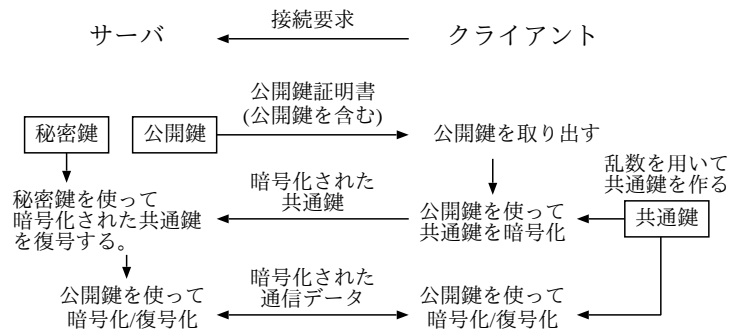 サーバ
接続要求
クライアント
公開鍵証明書
(公開鍵を含む)
秘密鍵
公開鍵
公開鍵を取り出す
乱数を用いて
共通鍵を作る
暗号化された
共通鍵
秘密鍵を使って
暗号化された共通鍵
を復号する。
公開鍵を使って
共通鍵を暗号化
共通鍵
暗号化された
通信データ
公開鍵を使って
暗号化/復号化
公開鍵を使って
暗号化/復号化